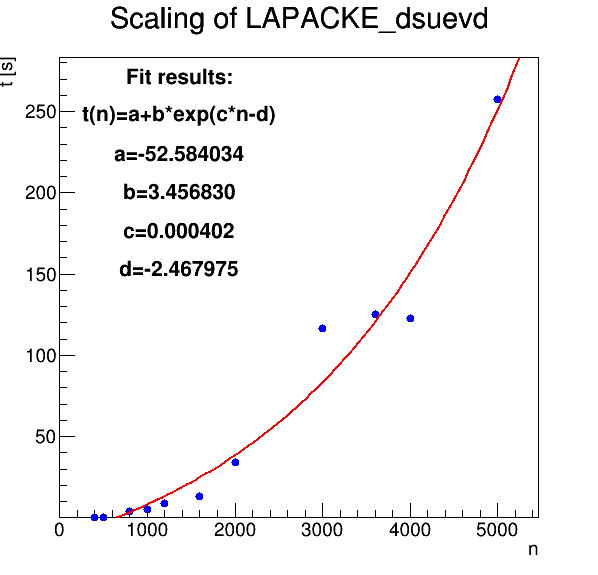 Scaling of LAPACKE_dsuevd
t [s]
Fit results:
t(n)=a+b*exp(c*n-d)
a=-52.584034
b=3.456830
c=0.000402
d=-2.467975
250
200
150
100
50
0 1000 2000 3000 4000 5000
n